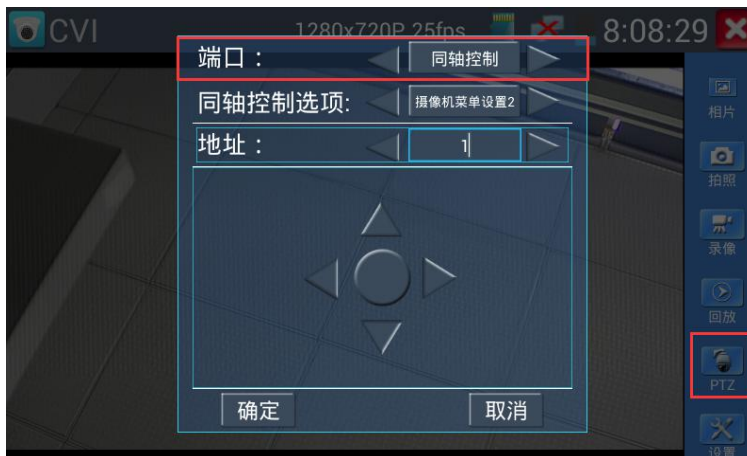 CVI 1280x720P 25fps 8:08:29
端口： 同轴控制
同轴控制选项: 摄像机菜单设置2
地址： 1
确定 取消
相片
拍照
录像
回放
PTZ
设置